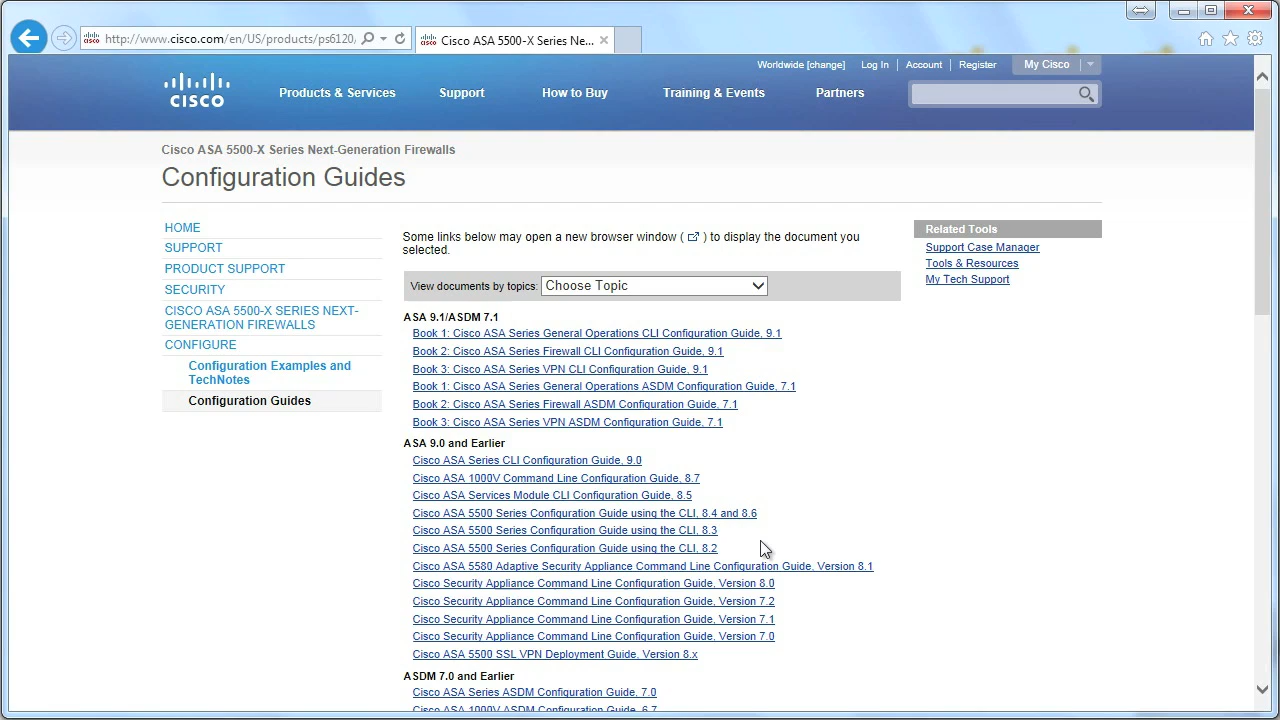 http://www.cisco.com/en/US/products/ps6120/
Cisco ASA 5500-X Series Ne...
Worldwide [change] Log In Account Register My Cisco
CISCO
Products & Services Support How to Buy Training & Events Partners
Cisco ASA 5500-X Series Next-Generation Firewalls
Configuration Guides
HOME
SUPPORT
PRODUCT SUPPORT
SECURITY
CISCO ASA 5500-X SERIES NEXT-
GENERATION FIREWALLS
CONFIGURE
Configuration Examples and
TechNotes
Configuration Guides
Some links below may open a new browser window ( ) to display the document you
selected.
View documents by topics: Choose Topic
ASA 9.1/ASDM 7.1
Book 1: Cisco ASA Series General Operations CLI Configuration Guide, 9.1
Book 2: Cisco ASA Series Firewall CLI Configuration Guide, 9.1
Book 3: Cisco ASA Series VPN CLI Configuration Guide, 9.1
Book 1: Cisco ASA Series General Operations ASDM Configuration Guide, 7.1
Book 2: Cisco ASA Series Firewall ASDM Configuration Guide, 7.1
Book 3: Cisco ASA Series VPN ASDM Configuration Guide, 7.1
ASA 9.0 and Earlier
Cisco ASA Series CLI Configuration Guide, 9.0
Cisco ASA 1000V Command Line Configuration Guide, 8.7
Cisco ASA Services Module CLI Configuration Guide, 8.5
Cisco ASA 5500 Series Configuration Guide using the CLI, 8.4 and 8.6
Cisco ASA 5500 Series Configuration Guide using the CLI, 8.3
Cisco ASA 5500 Series Configuration Guide using the CLI, 8.2
Cisco ASA 5580 Adaptive Security Appliance Command Line Configuration Guide, Version 8.1
Cisco Security Appliance Command Line Configuration Guide, Version 8.0
Cisco Security Appliance Command Line Configuration Guide, Version 7.2
Cisco Security Appliance Command Line Configuration Guide, Version 7.1
Cisco Security Appliance Command Line Configuration Guide, Version 7.0
Cisco ASA 5500 SSL VPN Deployment Guide, Version 8.x
ASDM 7.0 and Earlier
Cisco ASA Series ASDM Configuration Guide, 7.0
Cisco ASA 1000V ASDM Configuration Guide, 6.7
Related Tools
Support Case Manager
Tools & Resources
My Tech Support